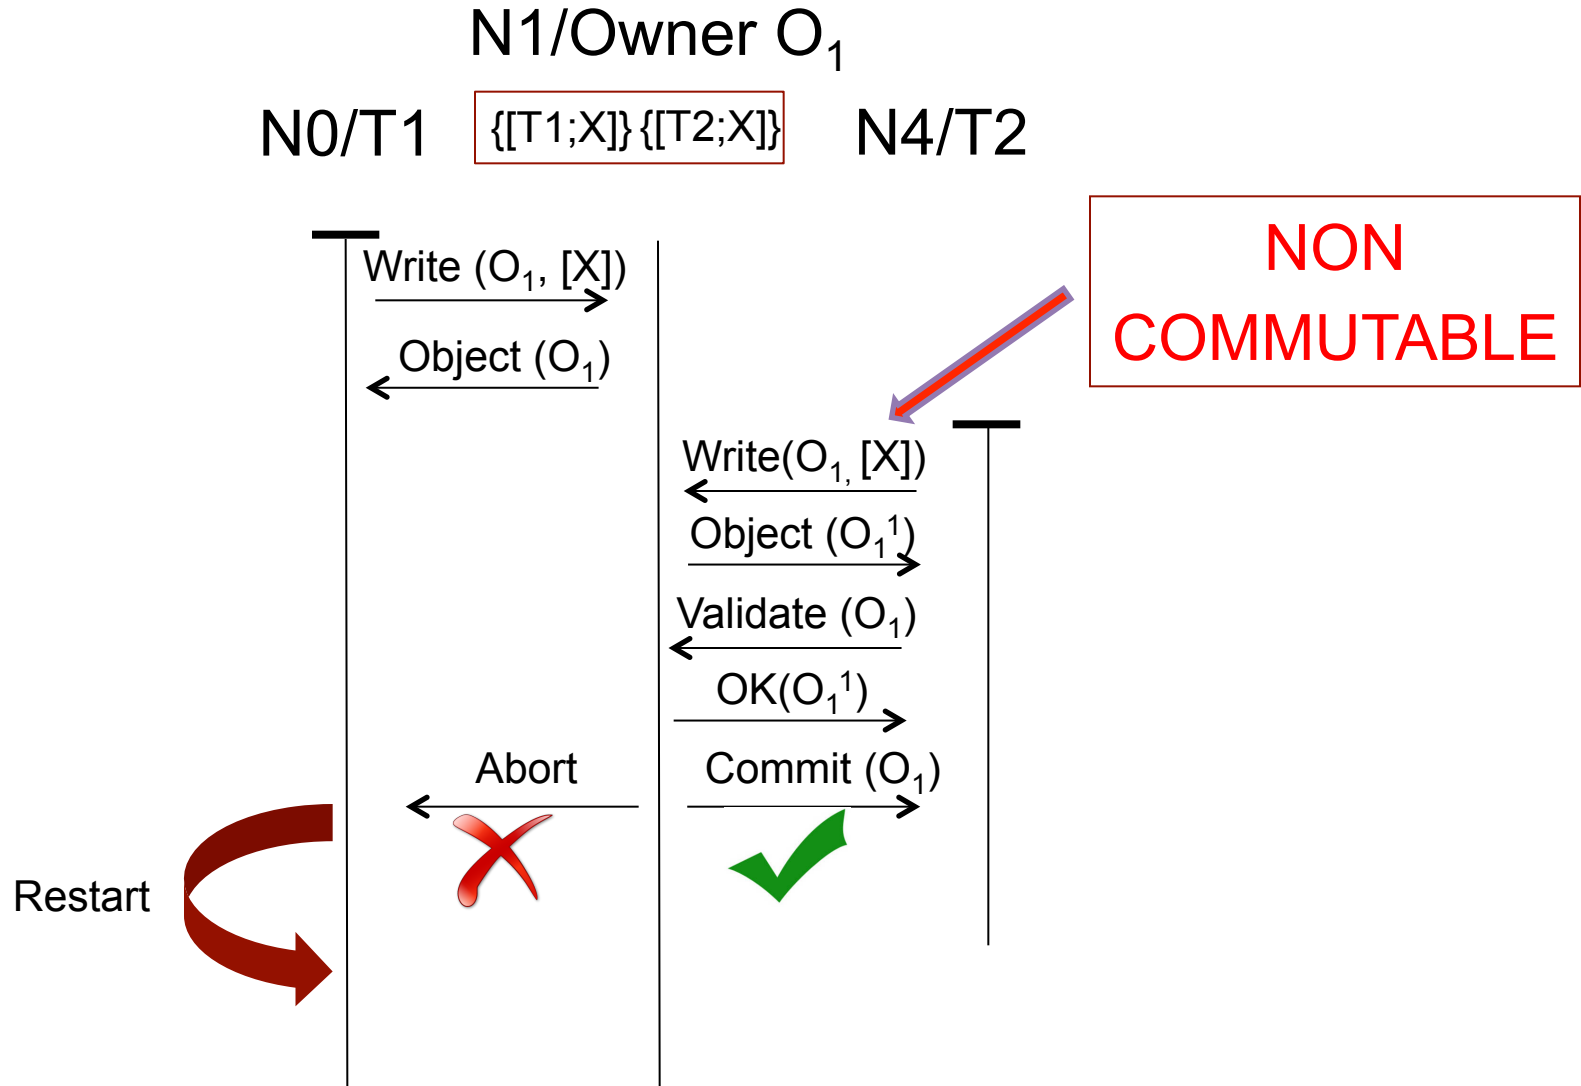 N1/Owner O₁
N0/T1
{[T1;X]} {[T2;X]}
N4/T2
NON
COMMUTABLE
Write (O₁, [X])
Object (O₁)
Write(O₁, [X])
Object (O₁¹)
Validate (O₁)
OK(O₁¹)
Abort
Commit (O₁)
Restart